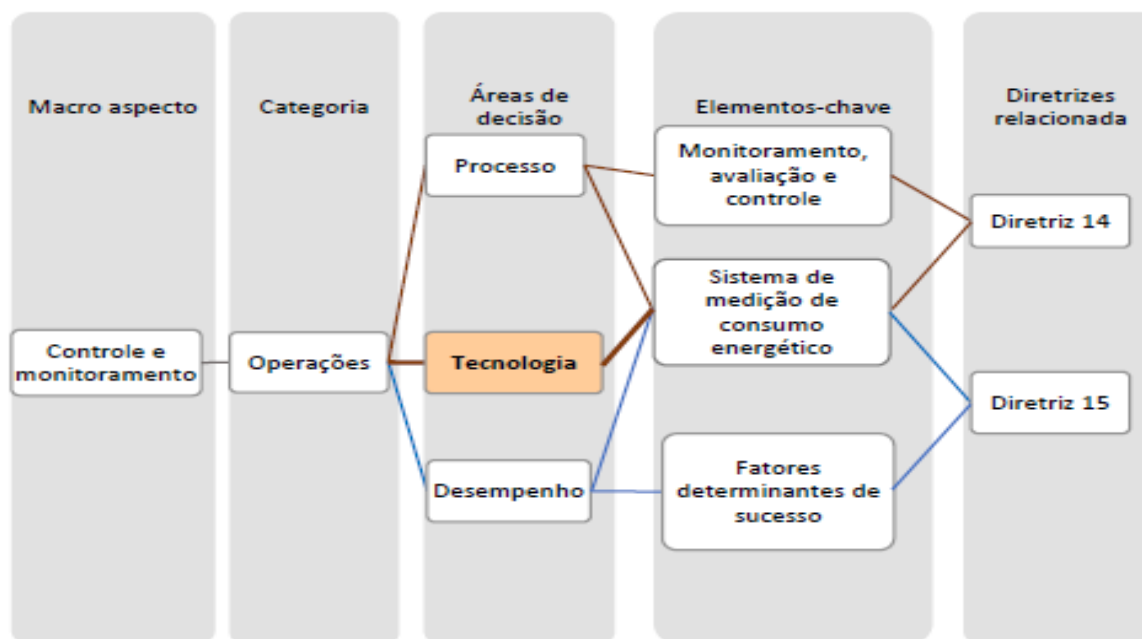 Macro aspecto
Categoria
Áreas de
decisão
Elementos-chave
Diretrizes
relacionada
Controle e
monitoramento
Operações
Processo
Tecnologia
Desempenho
Monitoramento,
avaliação e
controle
Sistema de
medição de
consumo
energético
Fatores
determinantes de
sucesso
Diretriz 14
Diretriz 15